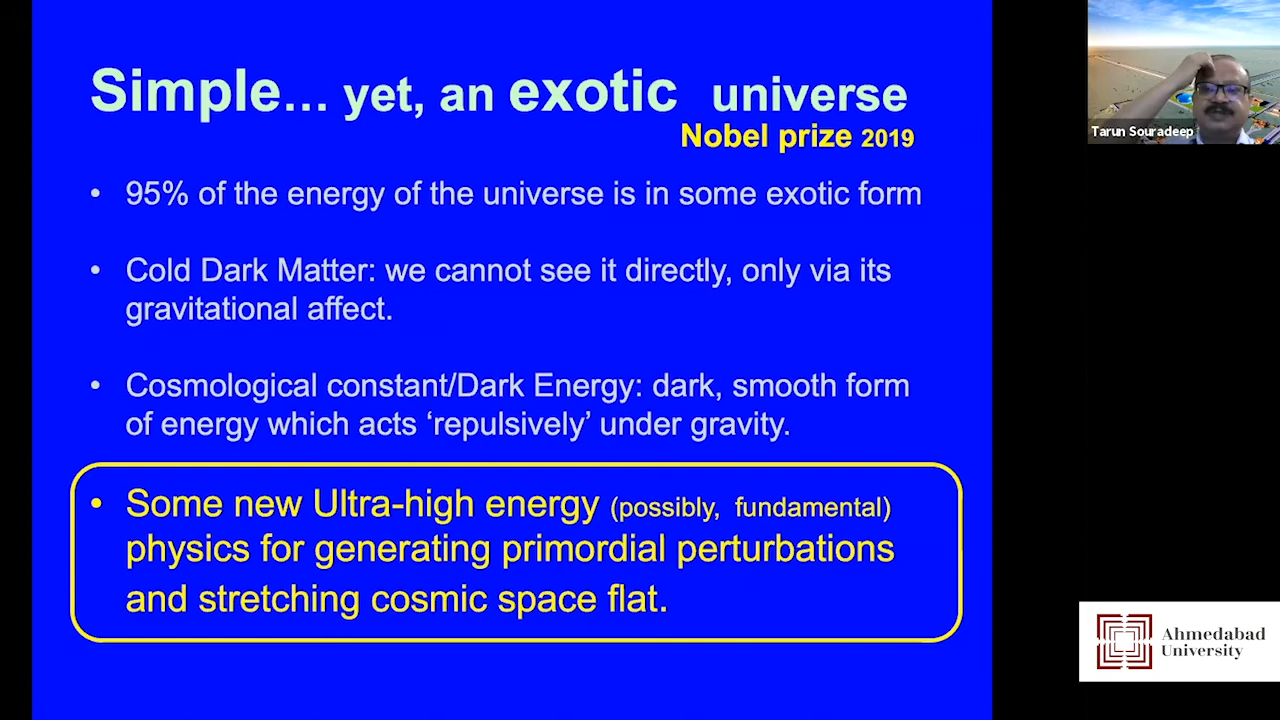 Simple... yet, an exotic universe
Nobel prize 2019
• 95% of the energy of the universe is in some exotic form
• Cold Dark Matter: we cannot see it directly, only via its
gravitational affect.
• Cosmological constant/Dark Energy: dark, smooth form
of energy which acts ‘repulsively’ under gravity.
• Some new Ultra-high energy (possibly, fundamental)
physics for generating primordial perturbations
and stretching cosmic space flat.
Tarun Souradeep
Ahmedabad
University